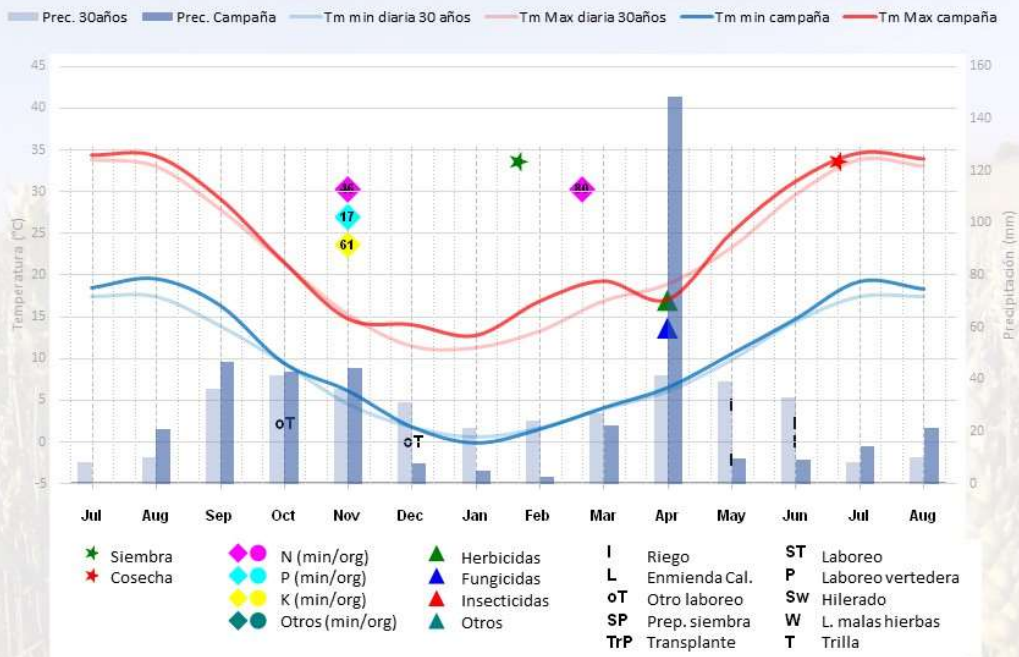 Prec. 30años Prec. Campaña Tm min diaria 30 años Tm Max diaria 30años Tm min campaña Tm Max campaña
45 160
40 140
35 120
30 100
25 80
20 60
15 40
10 20
5 0
0
-5
Temperatura (°C)
Precipitación (mm)
36
17
61
80
oT
oT
i
I
I
I
Jul Aug Sep Oct Nov Dec Jan Feb Mar Apr May Jun Jul Aug
Siembra N (min/org) Herbicidas I Riego ST Laboreo
Cosecha P (min/org) Fungicidas L Enmienda Cal. P Laboreo vertedera
K (min/org) Insecticidas oT Otro laboreo Sw Hilerado
Otros (min/org) Otros SP Prep. siembra W L. malas hierbas
TrP Transplante T Trilla